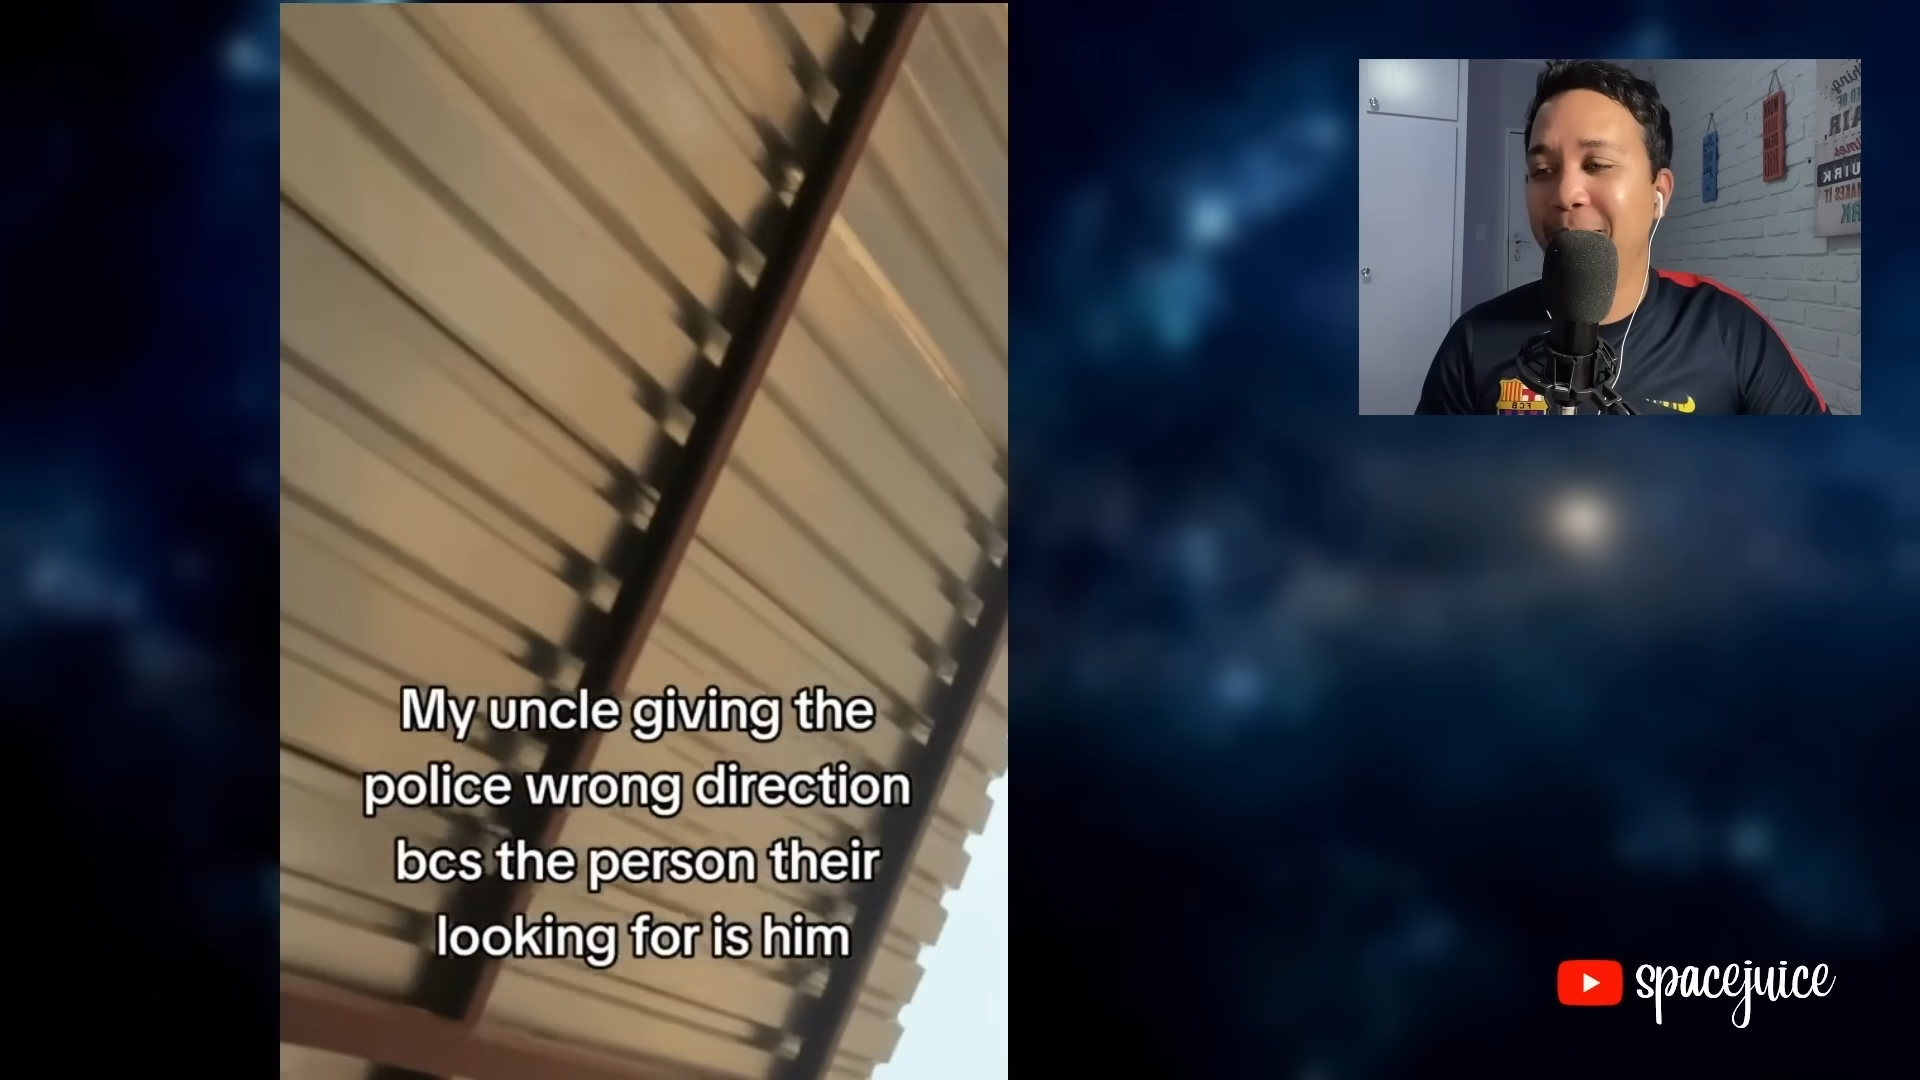 My uncle giving the
police wrong direction
bcs the person their
looking for is him
spacejuice